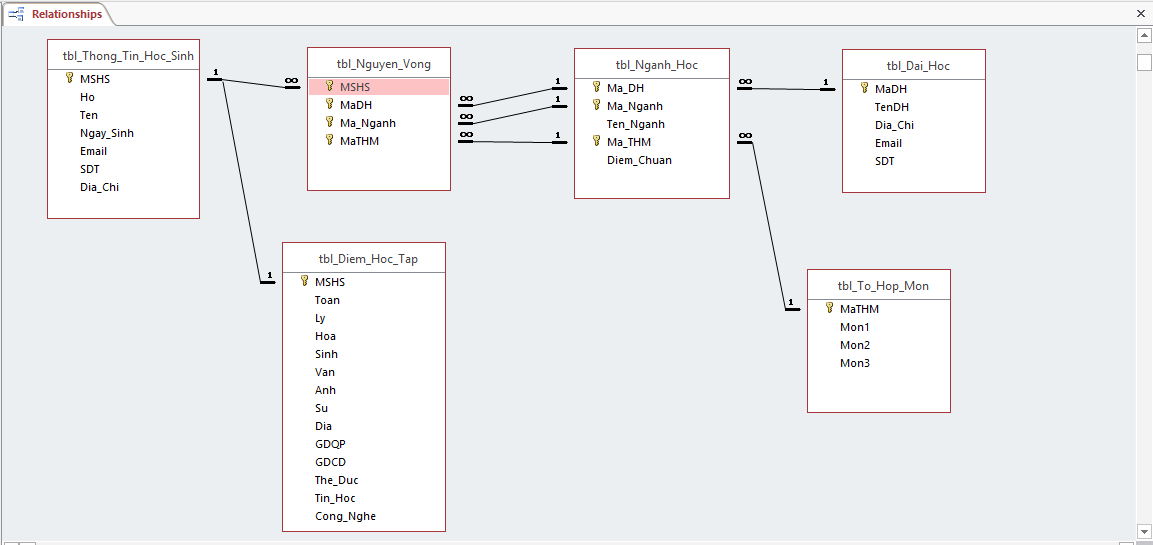 Relationships
tbl_Thong_Tin_Hoc_Sinh
MSHS
Ho
Ten
Ngay_Sinh
Email
SDT
Dia_Chi
1
∞
1
tbl_Nguyen_Vong
MSHS
MaDH
Ma_Nganh
MaTHM
∞
∞
∞
1
1
1
tbl_Nganh_Hoc
Ma_DH
Ma_Nganh
Ten_Nganh
Ma_THM
Diem_Chuan
∞
1
∞
1
tbl_Dai_Hoc
MaDH
TenDH
Dia_Chi
Email
SDT
tbl_Diem_Hoc_Tap
MSHS
Toan
Ly
Hoa
Sinh
Van
Anh
Su
Dia
GDQP
GDCD
The_Duc
Tin_Hoc
Cong_Nghe
tbl_To_Hop_Mon
MaTHM
Mon1
Mon2
Mon3